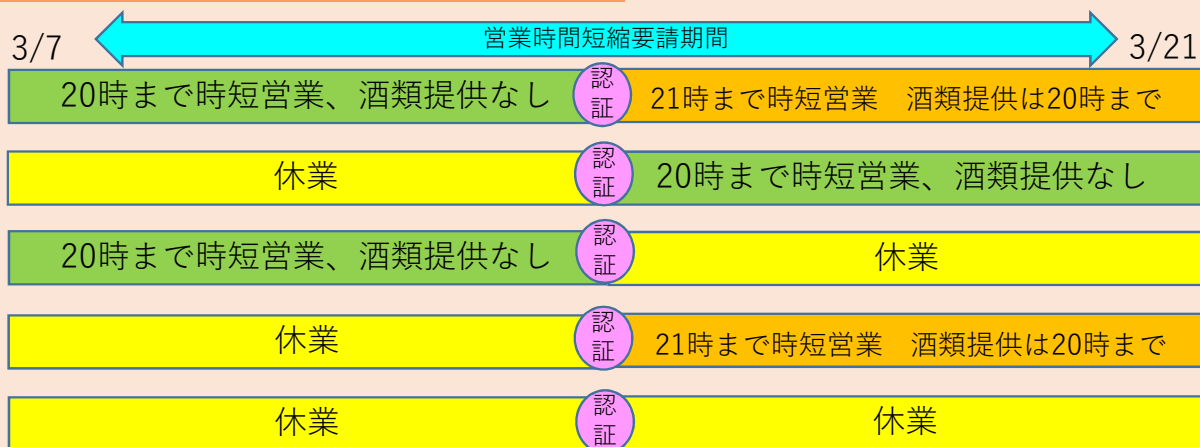 営業時間短縮要請期間
3/7
3/21
20時まで時短営業、酒類提供なし
認証
21時まで時短営業　酒類提供は20時まで
休業
認証
20時まで時短営業、酒類提供なし
20時まで時短営業、酒類提供なし
認証
休業
休業
認証
21時まで時短営業　酒類提供は20時まで
休業
認証
休業